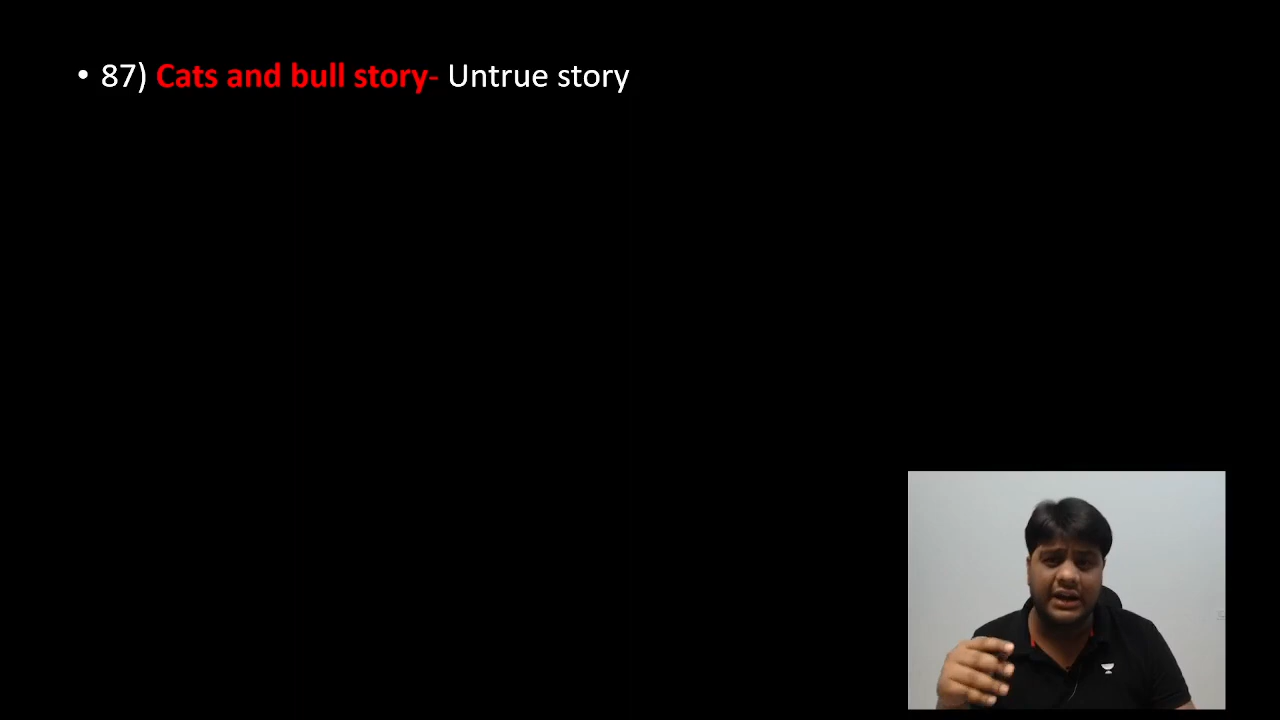 • 87) Cats and bull story- Untrue story